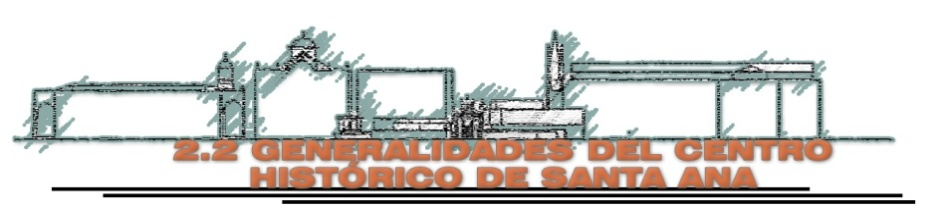 2.2 GENERALIDADES DEL CENTRO
HISTÓRICO DE SANTA ANA